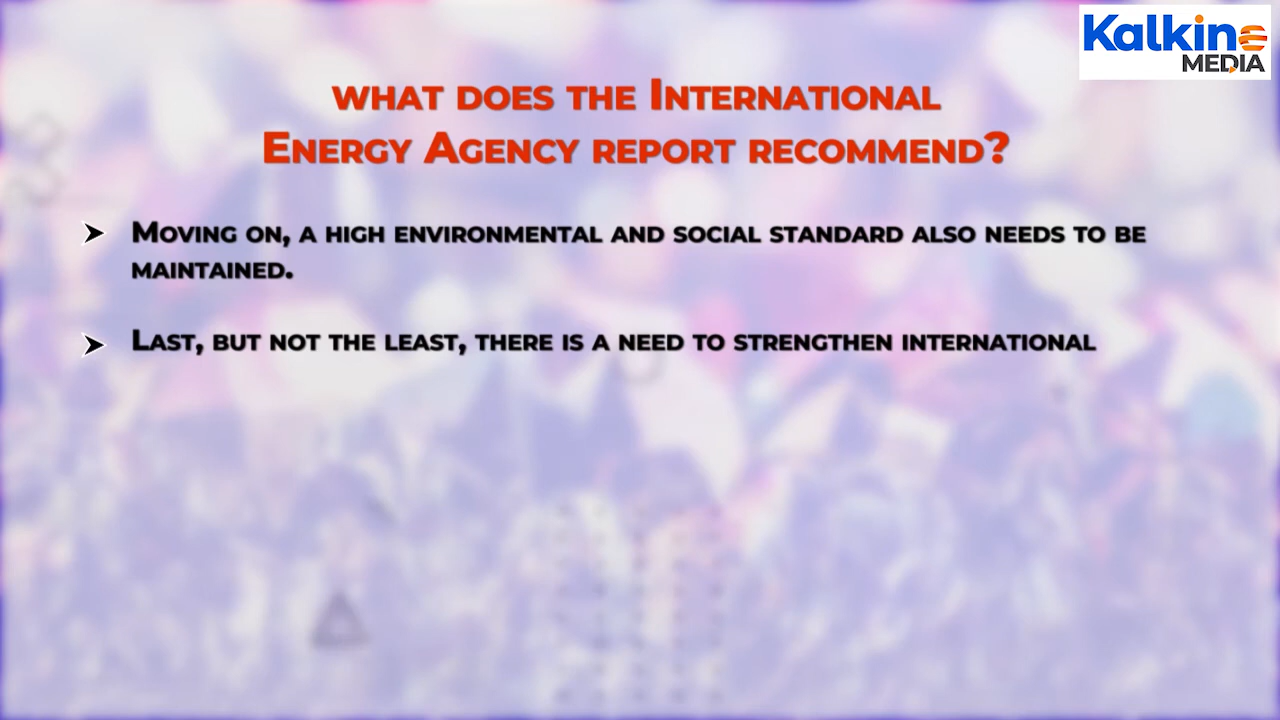 Kalkine
MEDIA
what does the International
Energy Agency report recommend?
Moving on, a high environmental and social standard also needs to be
maintained.
Last, but not the least, there is a need to strengthen international